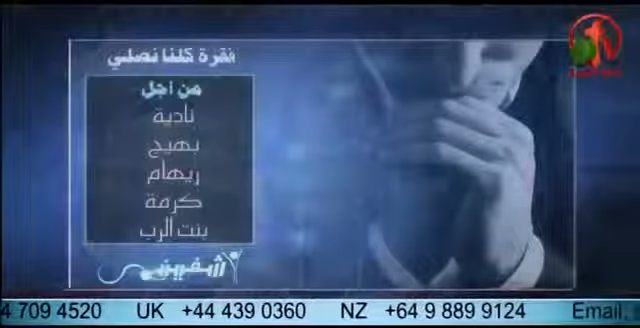 فقرة كلنا نصلي
من أجل
نادية
بهيج
ريهام
كرمة
بنت الرب
4 709 4520 UK +44 439 0360 NZ +64 9 889 9124 Email.